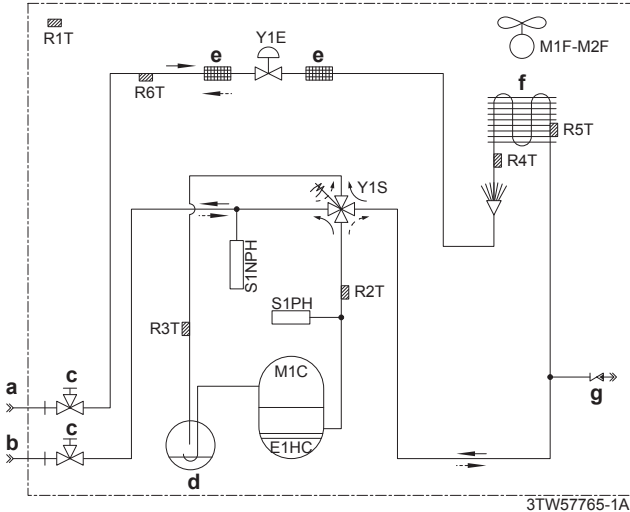 R1T
e
Y1E
e
M1F-M2F
R6T
f
R5T
R4T
Y1S
S1NPH
R2T
S1PH
R3T
c
M1C
a
g
c
b
E1HC
d
3TW57765-1A